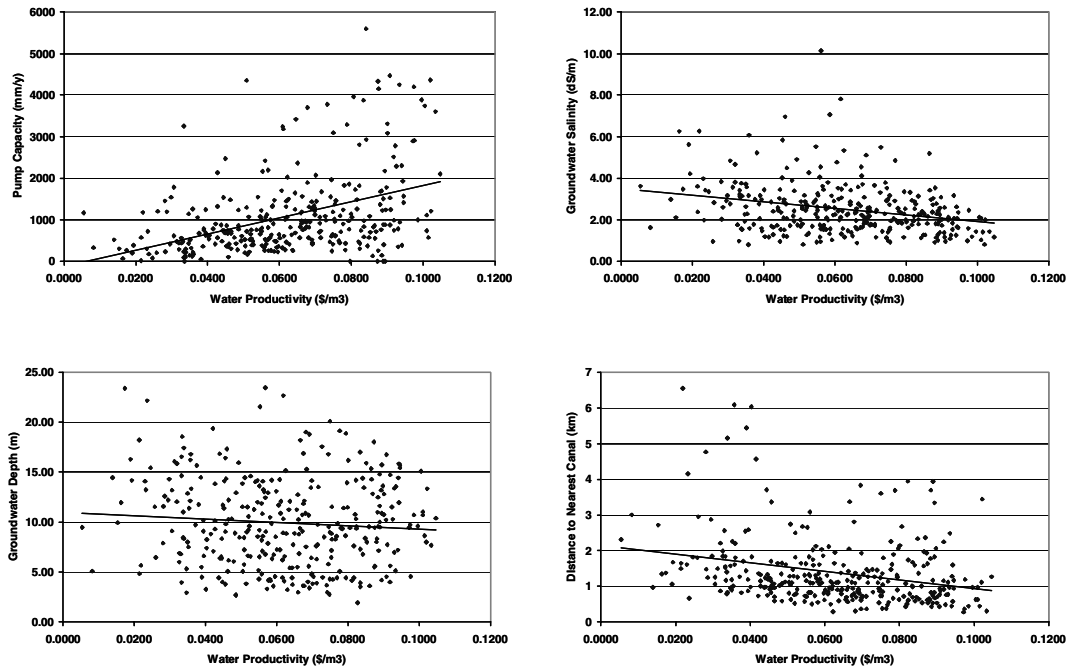 6000
5000
4000
3000
2000
1000
0
Pump Capacity (mm/y)
0.0000 0.0200 0.0400 0.0600 0.0800 0.1000 0.1200
Water Productivity ($/m3)
12.00
10.00
8.00
6.00
4.00
2.00
0.00
Groundwater Salinity (dS/m)
0.0000 0.0200 0.0400 0.0600 0.0800 0.1000 0.1200
Water Productivity ($/m3)
25.00
20.00
15.00
10.00
5.00
0.00
Groundwater Depth (m)
0.0000 0.0200 0.0400 0.0600 0.0800 0.1000 0.1200
Water Productivity ($/m3)
7
6
5
4
3
2
1
0
Distance to Nearest Canal (km)
0.0000 0.0200 0.0400 0.0600 0.0800 0.1000 0.1200
Water Productivity ($/m3)